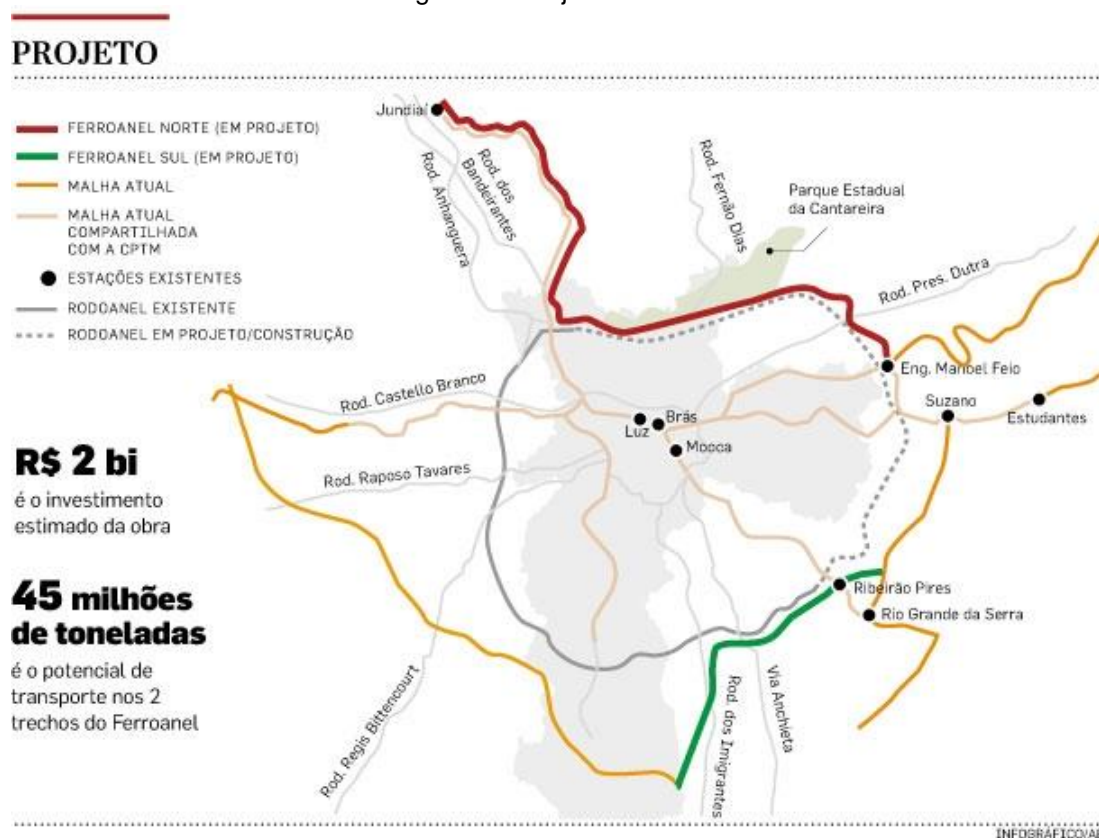 PROJETO
FERROANEL NORTE (EM PROJETO)
FERROANEL SUL (EM PROJETO)
MALHA ATUAL
MALHA ATUAL
COMPARTILHADA
COM A CPTM
ESTAÇÕES EXISTENTES
RODOANEL EXISTENTE
RODOANEL EM PROJETO/CONSTRUÇÃO
R$ 2 bi
é o investimento
estimado da obra
45 milhões
de toneladas
é o potencial de
transporte nos 2
trechos do Ferroanel
Jundiaí
Rod. Anhanguera
Rod. dos
Bandeirantes
Rod. Fernão Dias
Parque Estadual
da Cantareira
Rod. Pres. Dutra
Eng. Manoel Feio
Suzano
Estudantes
Rod. Castello Branco
Luz
Brás
Mooca
Rod. Raposo Tavares
Ribeirão Pires
Rio Grande da Serra
Rod. Regis Bittencourt
Rod. dos Imigrantes
Via Anchieta